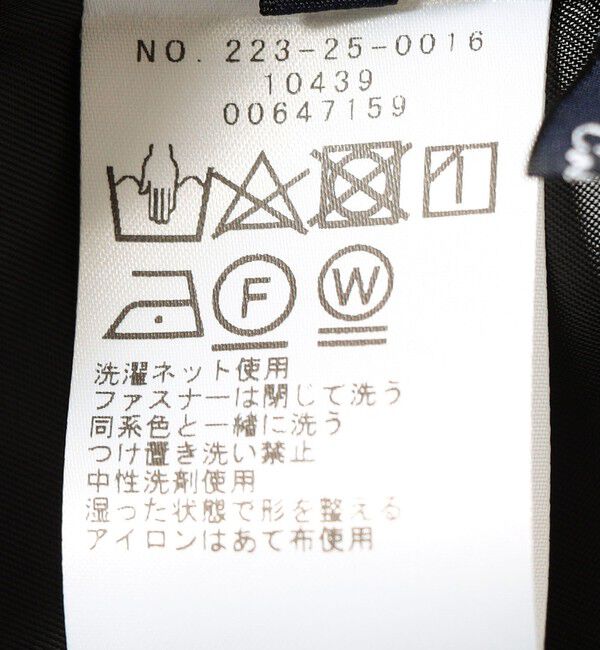 NO. 223-25-0016
10439
00647159
F
W
洗濯ネット使用
ファスナーは閉じて洗う
同系色と一緒に洗う
つけ置き洗い禁止
中性洗剤使用
湿った状態で形を整える
アイロンはあて布使用